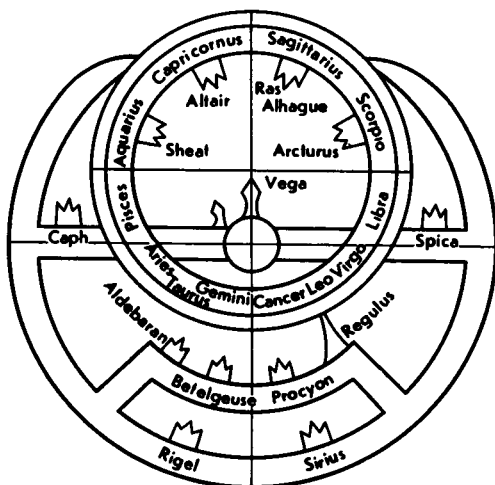 Capricornus
Sagittarius
Aquarius
Altair
Ras
Alhague
Scorpio
Sheat
Arcturus
Vega
Pisces
Libra
Caph
Spica
Aries
Taurus
Gemini
Cancer
Leo
Virgo
Aldebaran
Regulus
Betelgeuse
Procyon
Rigel
Sirius